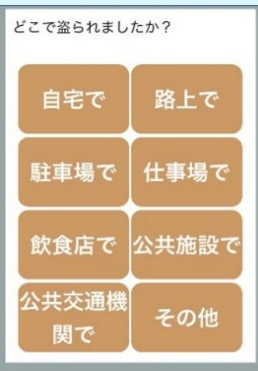 どこで盗られましたか？
自宅で
路上で
駐車場で
仕事場で
飲食店で
公共施設で
公共交通機
関で
その他